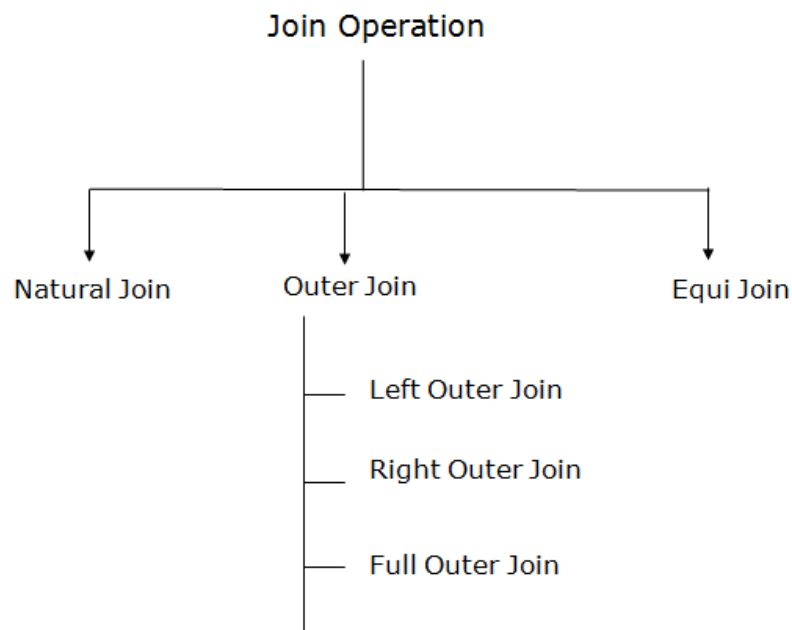 Join Operation
Natural Join
Outer Join
Equi Join
Left Outer Join
Right Outer Join
Full Outer Join